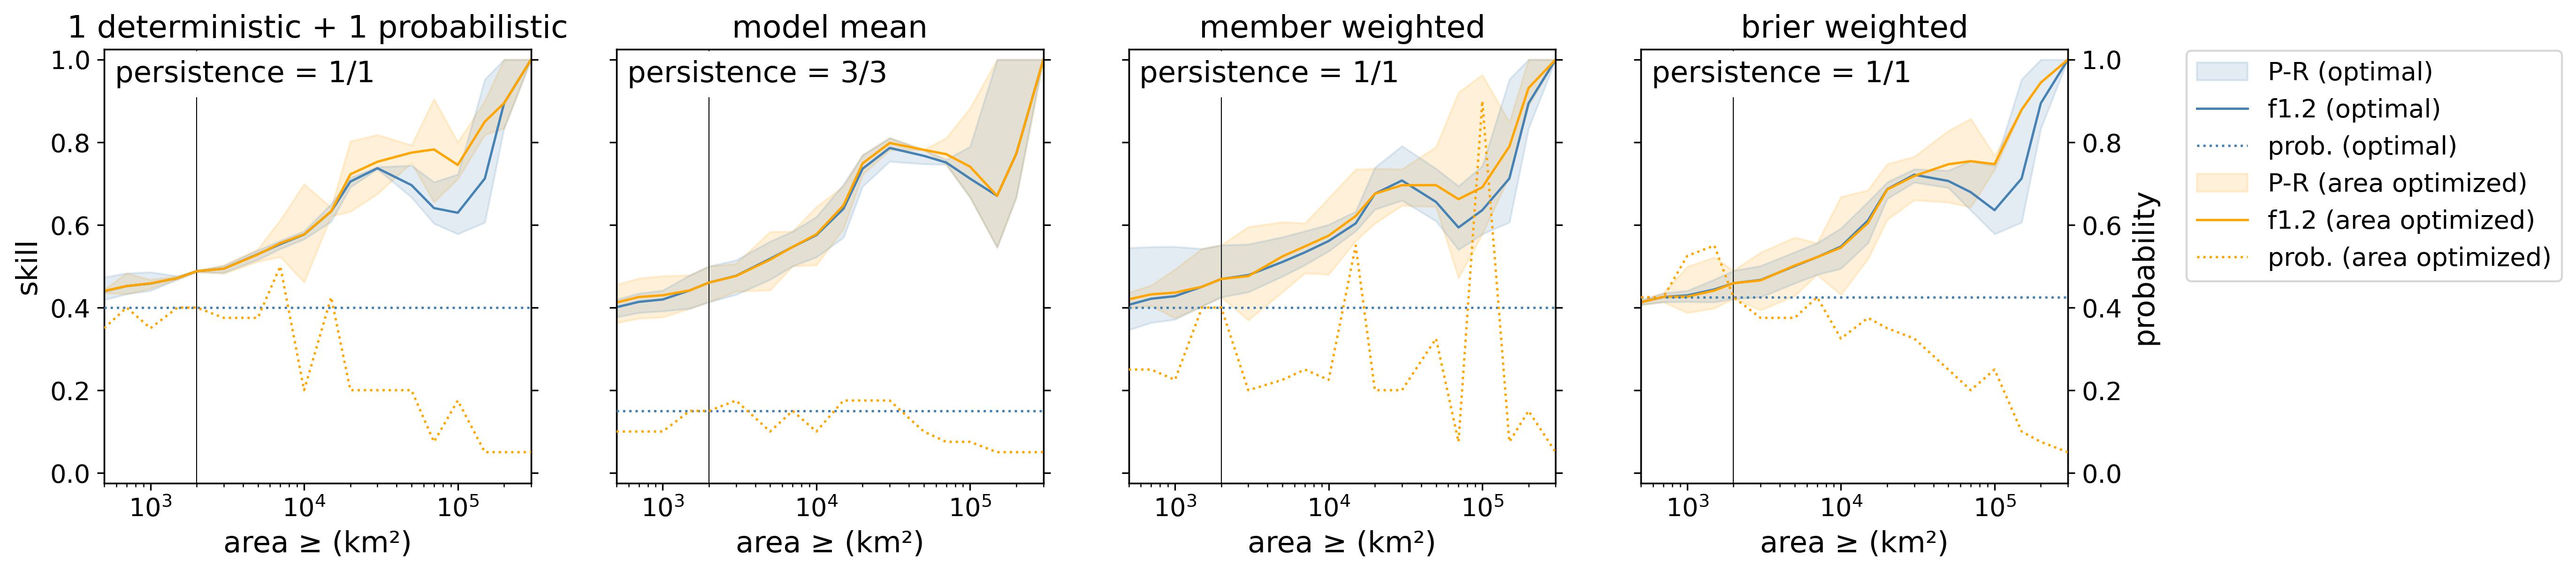 1 deterministic + 1 probabilistic
model mean
member weighted
brier weighted
persistence = 1/1
persistence = 3/3
persistence = 1/1
persistence = 1/1
skill
1.0
0.8
0.6
0.4
0.2
0.0
10³ 10⁴ 10⁵
area ≥ (km²)
10³ 10⁴ 10⁵
area ≥ (km²)
10³ 10⁴ 10⁵
area ≥ (km²)
10³ 10⁴ 10⁵
area ≥ (km²)
1.0
0.8
0.6
0.4
0.2
0.0
probability
P-R (optimal)
f1.2 (optimal)
prob. (optimal)
P-R (area optimized)
f1.2 (area optimized)
prob. (area optimized)